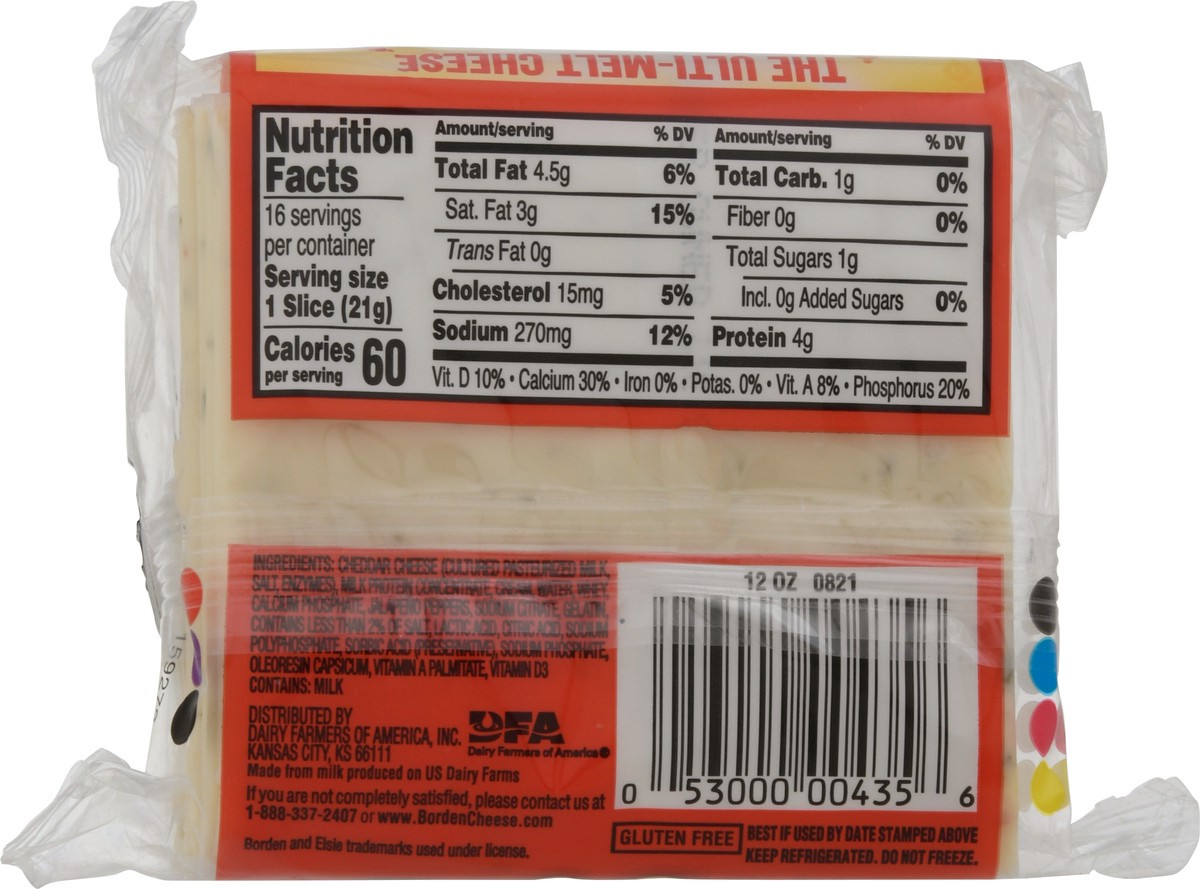 THE ULTI-MELT CHEESE
Nutrition
Facts
16 servings
per container
Serving size
1 Slice (21g)
Calories 60
per serving
Amount/serving % DV
Total Fat 4.5g 6%
Sat. Fat 3g 15%
Trans Fat 0g
Cholesterol 15mg 5%
Sodium 270mg 12%
Amount/serving % DV
Total Carb. 1g 0%
Fiber 0g 0%
Total Sugars 1g
Incl. 0g Added Sugars 0%
Protein 4g
Vit. D 10% • Calcium 30% • Iron 0% • Potas. 0% • Vit. A 8% • Phosphorus 20%
INGREDIENTS: CHEDDAR CHEESE (CULTURED PASTEURIZED MILK,
SALT, ENZYMES), MILK PROTEIN CONCENTRATE, CREAM, WATER, WHEY,
CALCIUM PHOSPHATE, JALAPENO PEPPERS, SODIUM CITRATE, GELATIN,
CONTAINS LESS THAN 2% OF SALT, LACTIC ACID, CITRIC ACID, SODIUM
POLYPHOSPHATE, SORBIC ACID (PRESERVATIVE), SODIUM PHOSPHATE,
OLEORESIN CAPSICUM, VITAMIN A PALMITATE, VITAMIN D3
CONTAINS: MILK
DISTRIBUTED BY
DAIRY FARMERS OF AMERICA, INC.
KANSAS CITY, KS 66111
DFA
Dairy Farmers of America®
Made from milk produced on US Dairy Farms
If you are not completely satisfied, please contact us at
1-888-337-2407 or www.BordenCheese.com
Borden and Elsie trademarks used under license.
12 OZ 0821
0 53000 00435 6
GLUTEN FREE
BEST IF USED BY DATE STAMPED ABOVE
KEEP REFRIGERATED. DO NOT FREEZE.